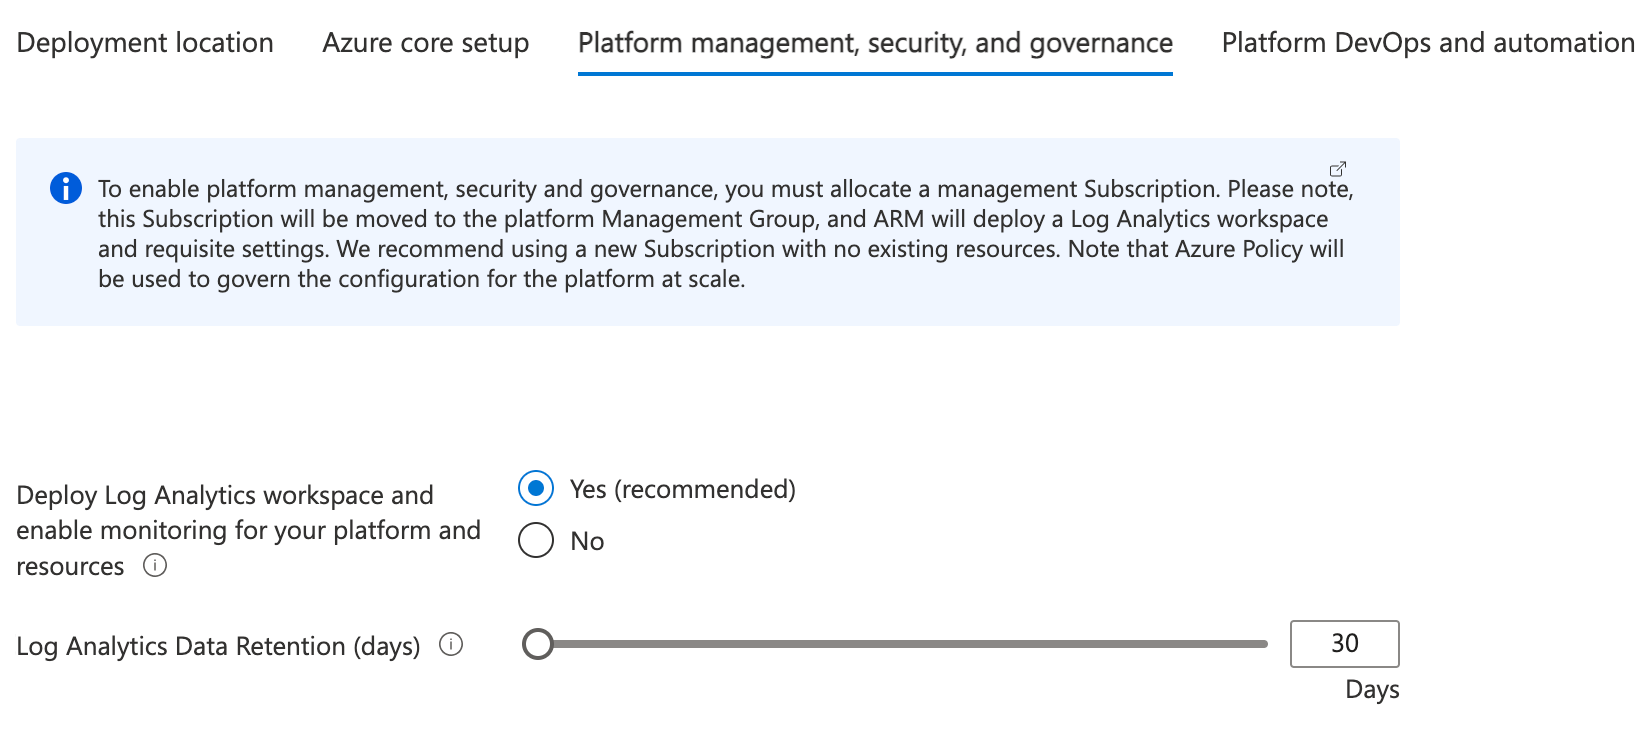 Deployment location Azure core setup Platform management, security, and governance Platform DevOps and automation
To enable platform management, security and governance, you must allocate a management Subscription. Please note,
this Subscription will be moved to the platform Management Group, and ARM will deploy a Log Analytics workspace
and requisite settings. We recommend using a new Subscription with no existing resources. Note that Azure Policy will
be used to govern the configuration for the platform at scale.
Deploy Log Analytics workspace and
enable monitoring for your platform and
resources
Yes (recommended)
No
Log Analytics Data Retention (days)
30
Days